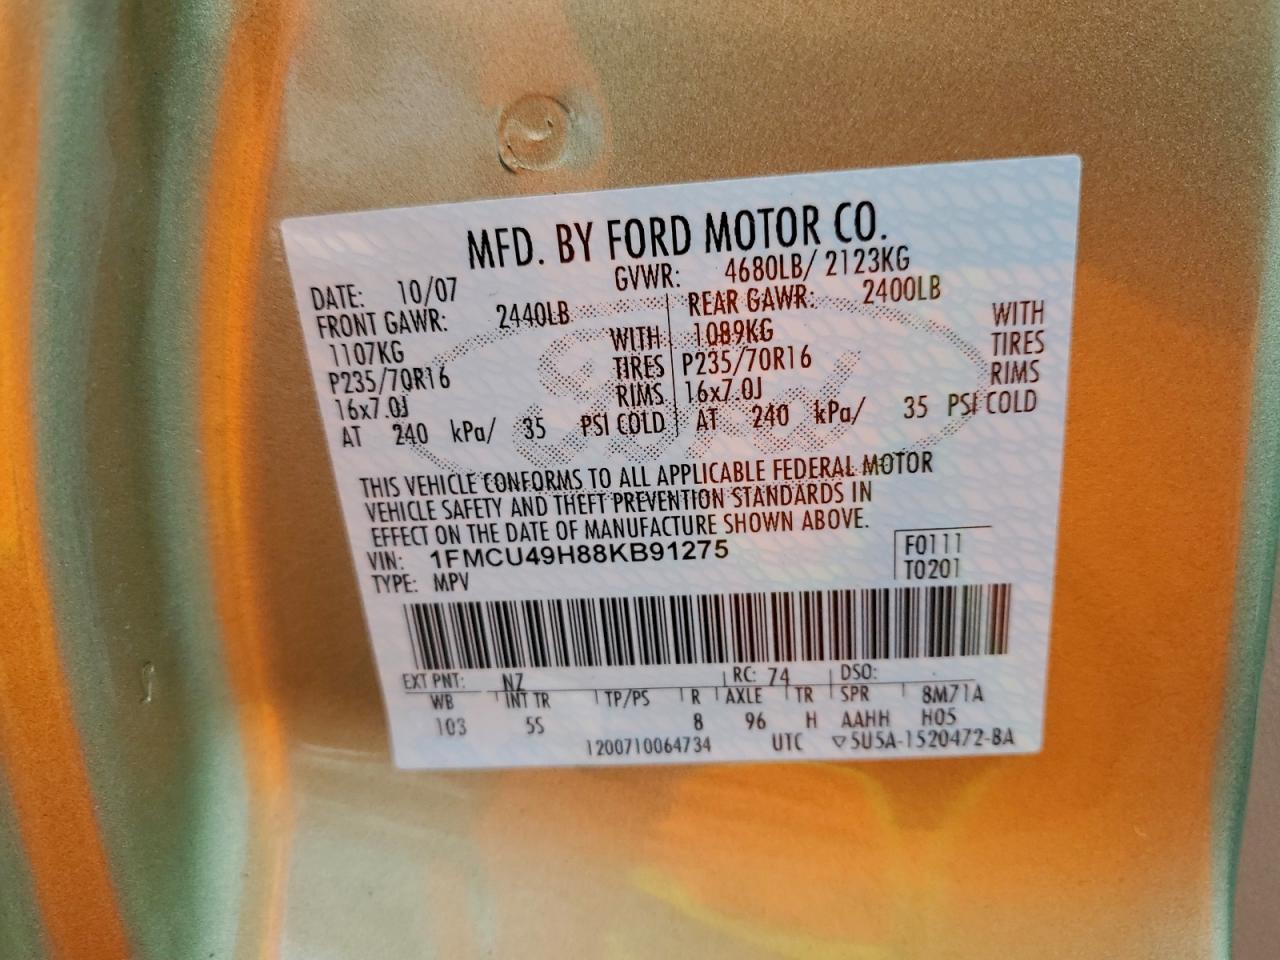 MFD. BY FORD MOTOR CO.
DATE: 10/07 GVWR: 4680LB/ 2123KG
FRONT GAWR: 2440LB REAR GAWR: 2400LB
1107KG WITH 1089KG WITH
P235/70R16 TIRES P235/70R16 TIRES
16x7.0J RIMS 16x7.0J RIMS
AT 240 kPa/ 35 PSI COLD AT 240 kPa/ 35 PSI COLD
THIS VEHICLE CONFORMS TO ALL APPLICABLE FEDERAL MOTOR
VEHICLE SAFETY AND THEFT PREVENTION STANDARDS IN
EFFECT ON THE DATE OF MANUFACTURE SHOWN ABOVE.
VIN: 1FMCU49H88KB91275 F0111
TYPE: MPV T0201
EXT PNT: NZ RC: 74 DSO:
WB INT TR TP/PS R AXLE TR SPR 8M71A
103 5S 8 96 H AAHH H05
1200710064734 UTC ▽5U5A-1520472-BA